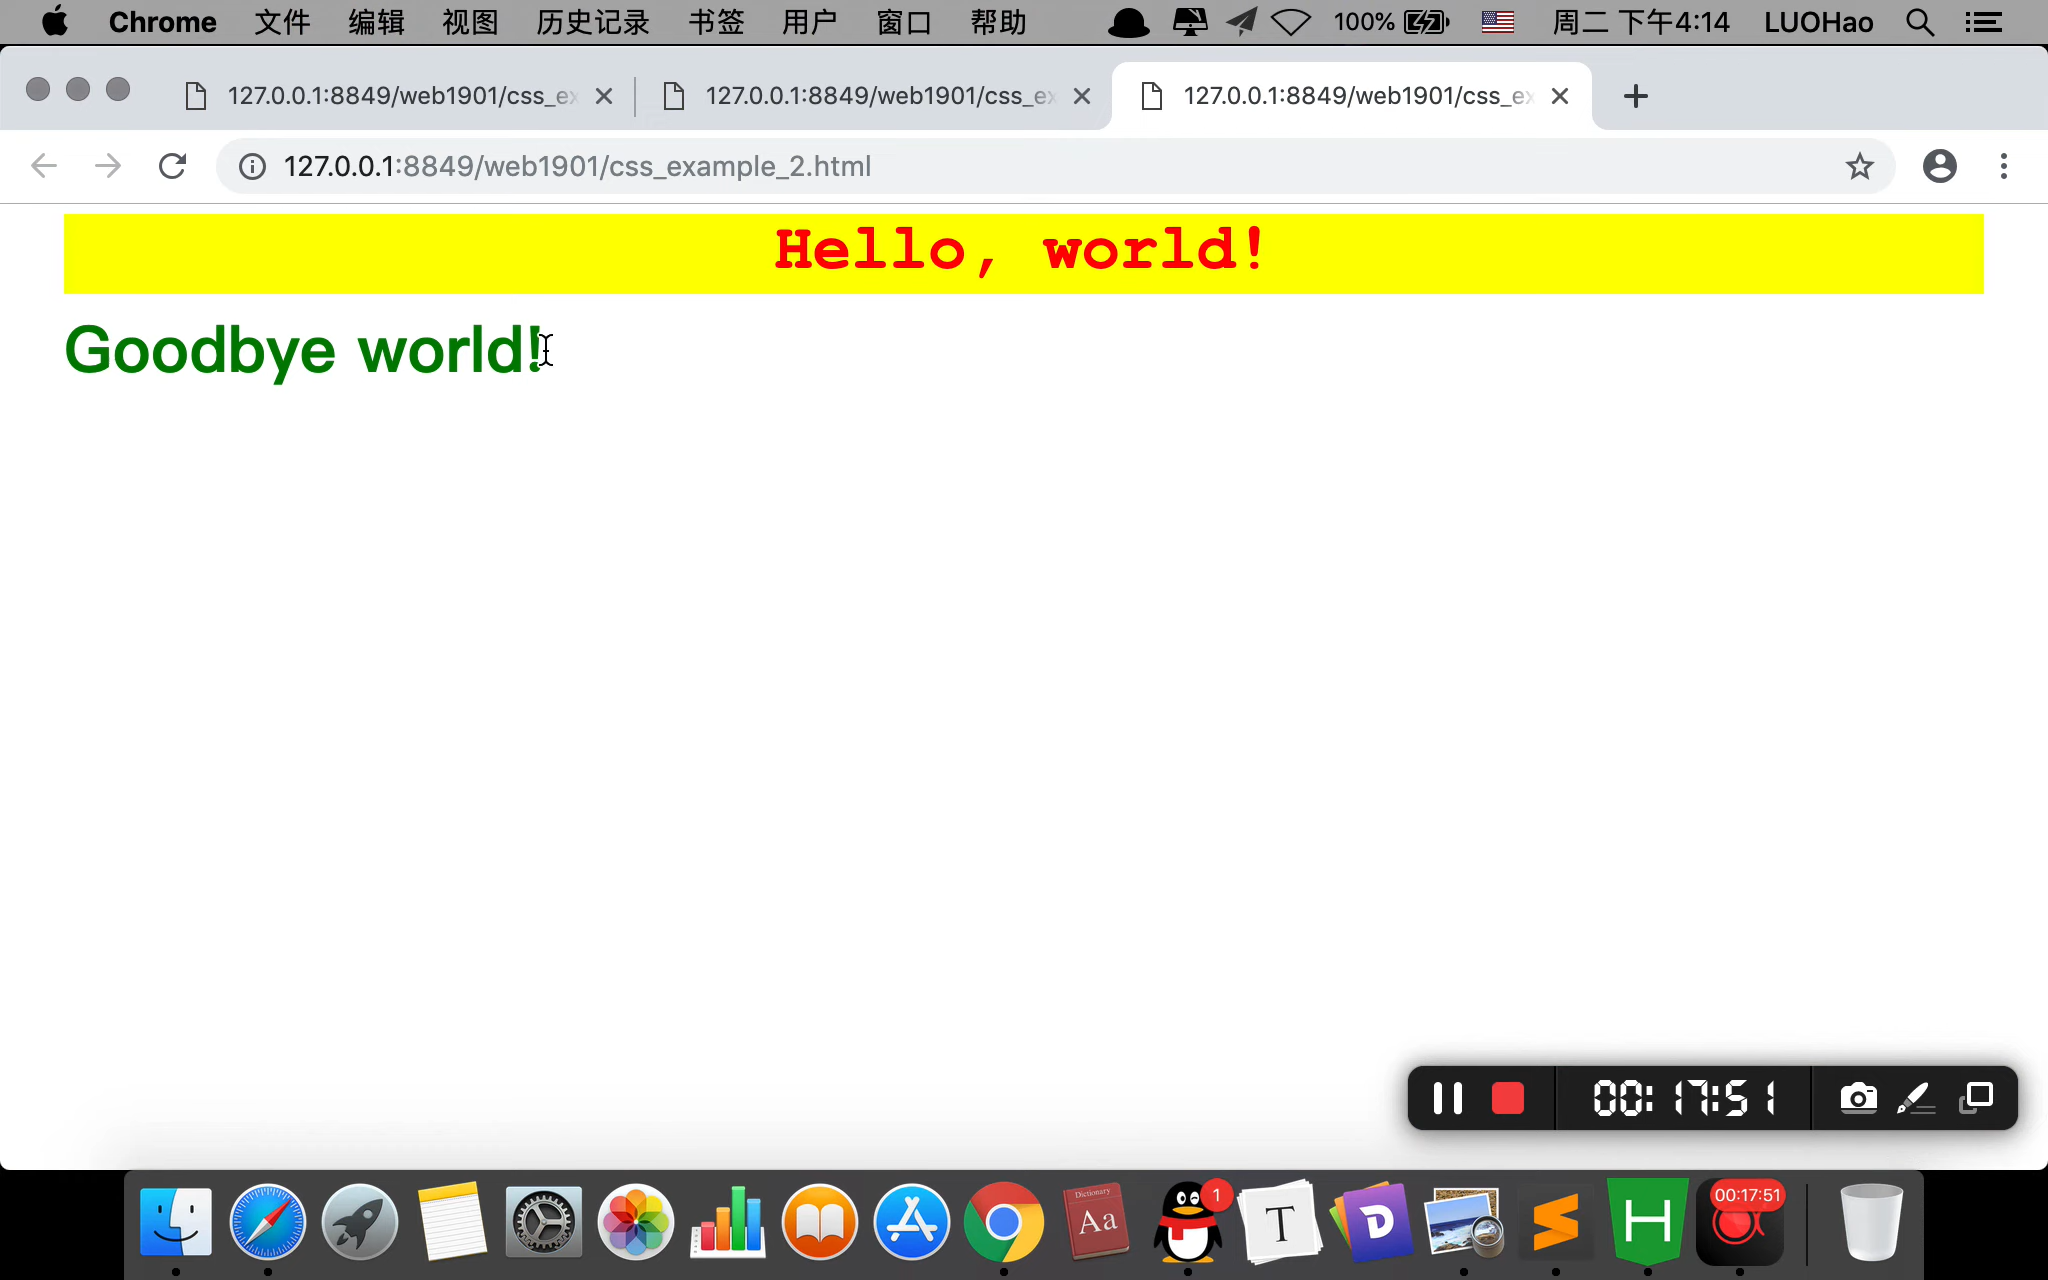 Chrome 文件 编辑 视图 历史记录 书签 用户 窗口 帮助 100% 周二 下午4:14 LUOHao
127.0.0.1:8849/web1901/css_ex 127.0.0.1:8849/web1901/css_ex 127.0.0.1:8849/web1901/css_ex
127.0.0.1:8849/web1901/css_example_2.html
Hello, world!
Goodbye world!
00:17:51
Dictionary
Aa
1
T
D
H
00:17:51